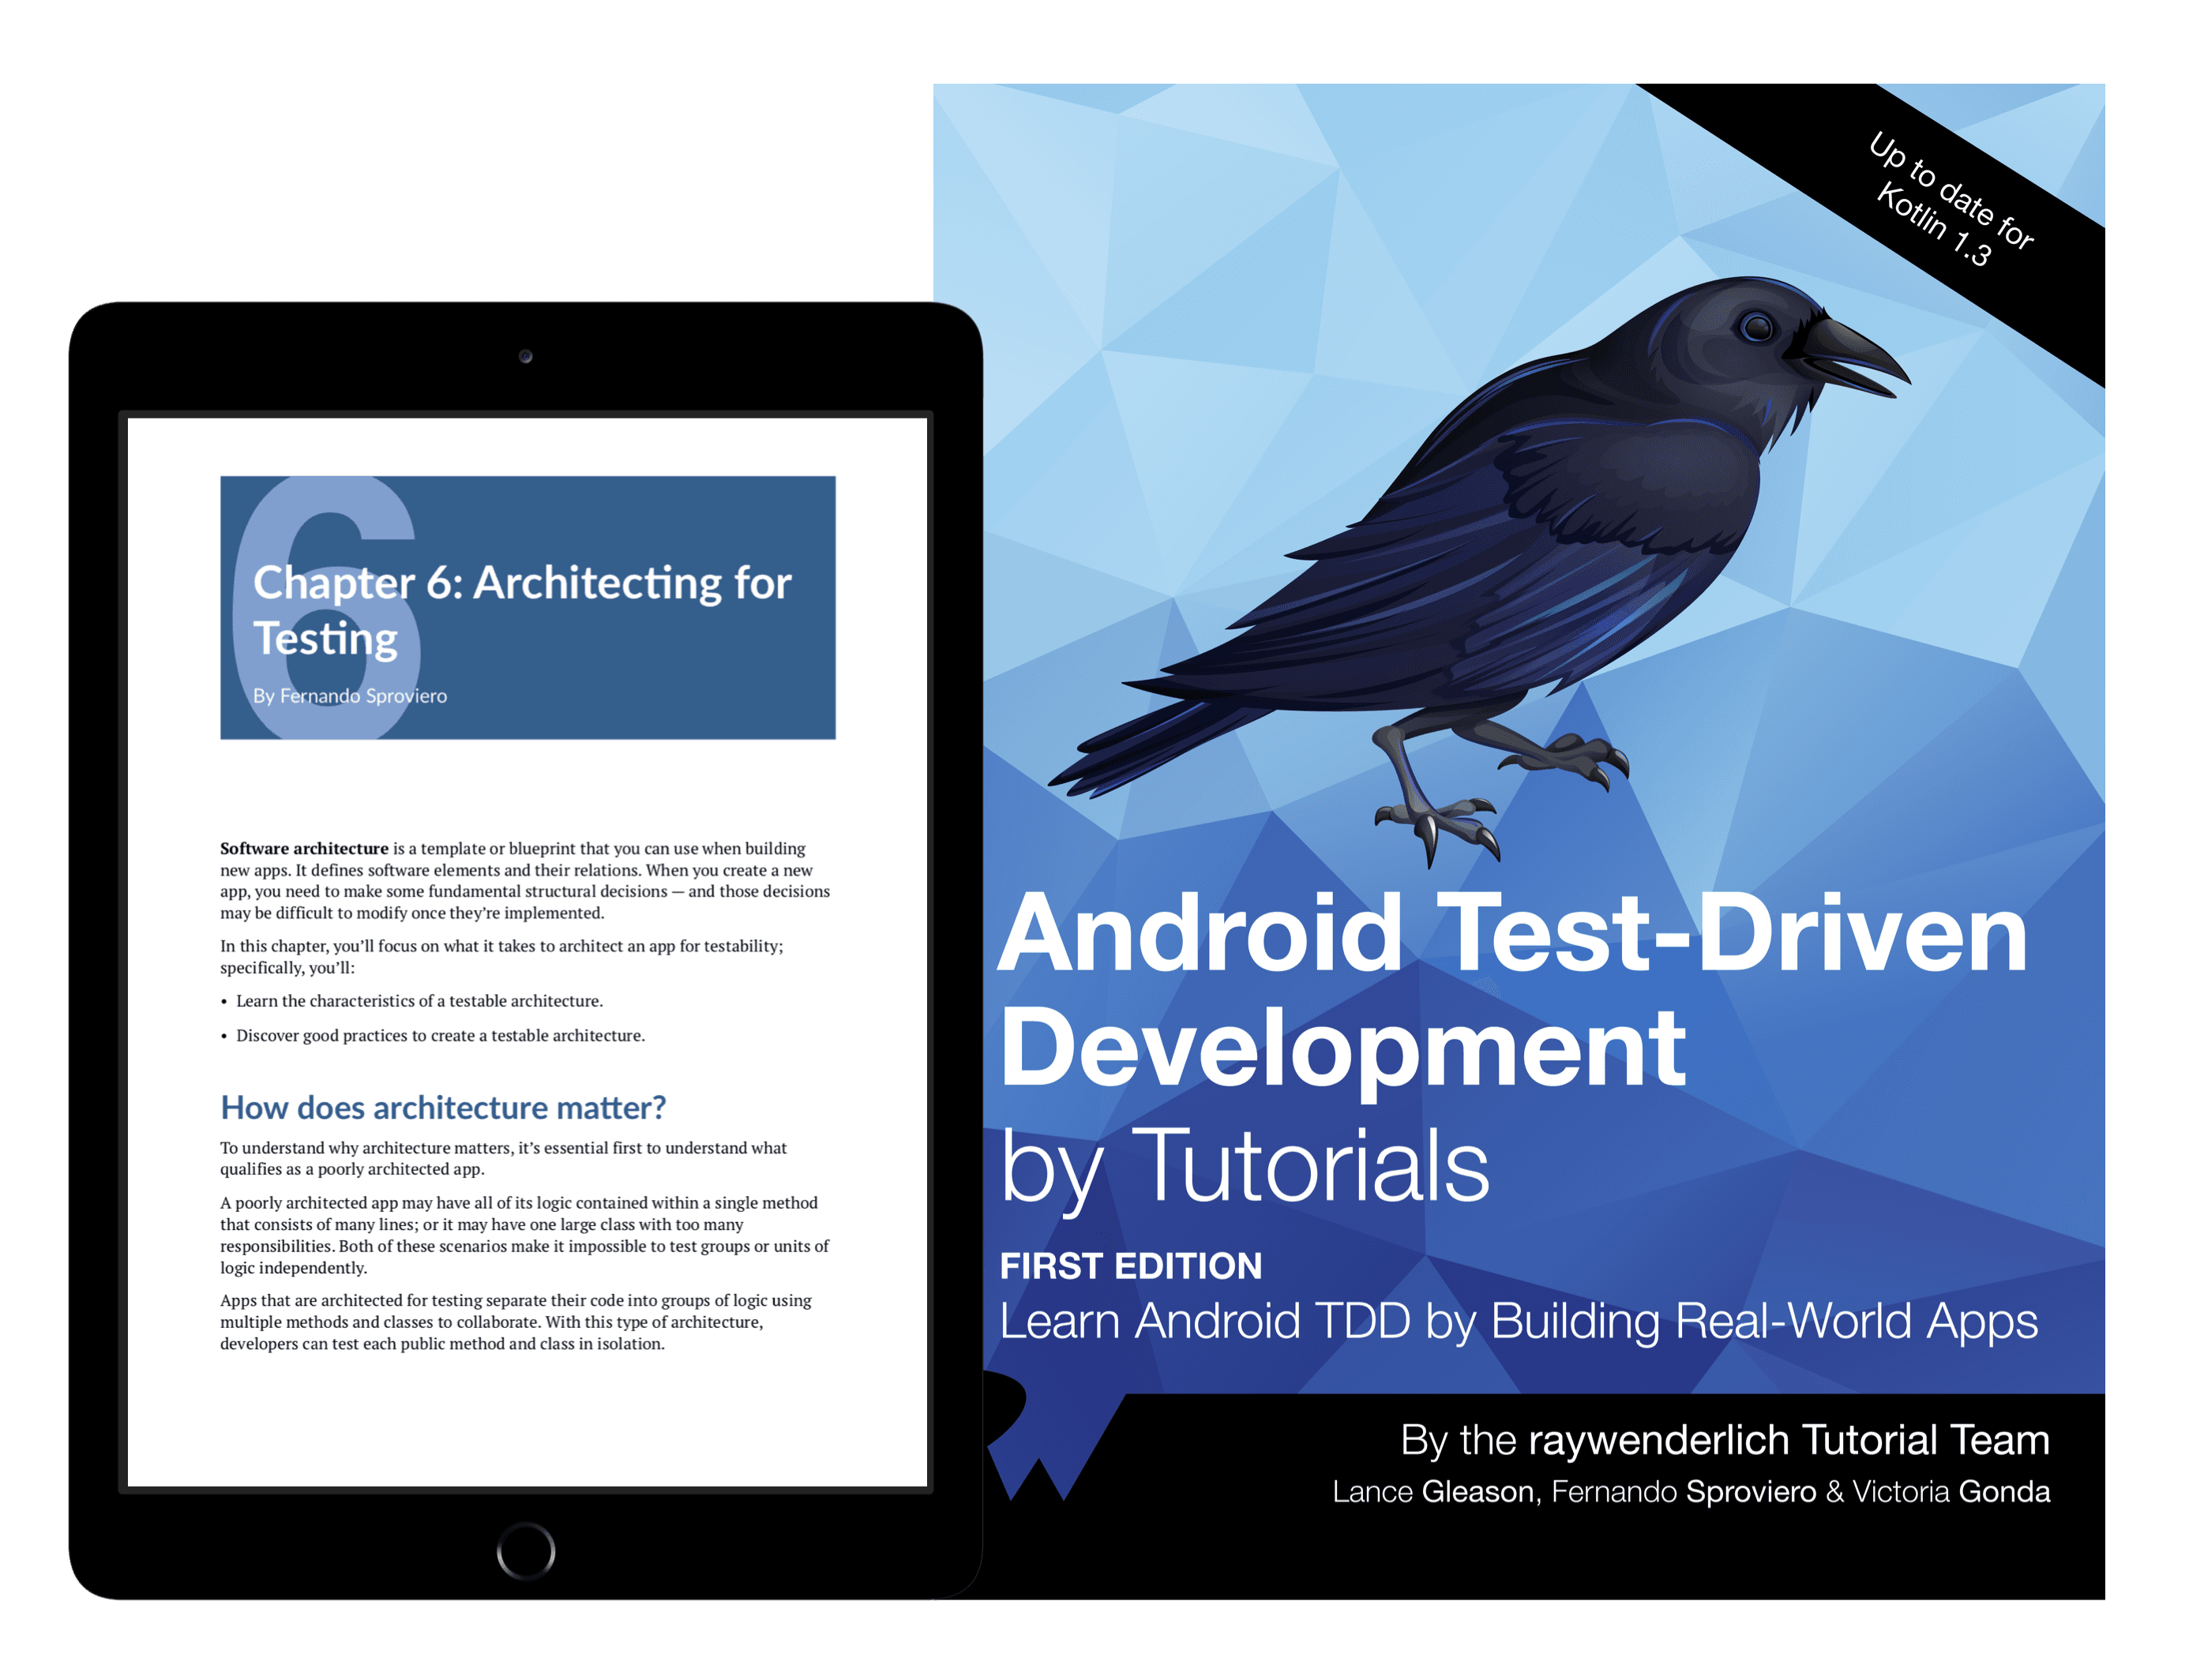 6
Chapter 6: Architecting for
Testing
By Fernando Sproviero
Software architecture is a template or blueprint that you can use when building
new apps. It defines software elements and their relations. When you create a new
app, you need to make some fundamental structural decisions — and those decisions
may be difficult to modify once they’re implemented.
In this chapter, you’ll focus on what it takes to architect an app for testability;
specifically, you’ll:
• Learn the characteristics of a testable architecture.
• Discover good practices to create a testable architecture.
How does architecture matter?
To understand why architecture matters, it’s essential first to understand what
qualifies as a poorly architected app.
A poorly architected app may have all of its logic contained within a single method
that consists of many lines; or it may have one large class with too many
responsibilities. Both of these scenarios make it impossible to test groups or units of
logic independently.
Apps that are architected for testing separate their code into groups of logic using
multiple methods and classes to collaborate. With this type of architecture,
developers can test each public method and class in isolation.
Up to date for
Kotlin 1.3
Android Test-Driven
Development
by Tutorials
FIRST EDITION
Learn Android TDD by Building Real-World Apps
By the raywenderlich Tutorial Team
Lance Gleason, Fernando Sproviero & Victoria Gonda